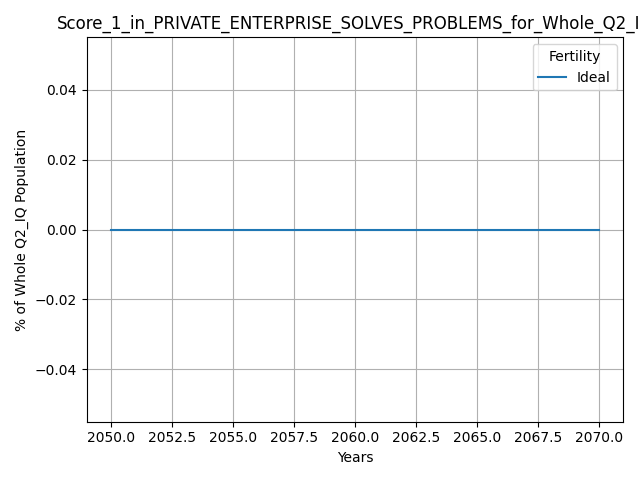 Score_1_in_PRIVATE_ENTERPRISE_SOLVES_PROBLEMS_for_Whole_Q2_I
Fertility
Ideal
% of Whole Q2_IQ Population
0.04
0.02
0.00
−0.02
−0.04
2050.0 2052.5 2055.0 2057.5 2060.0 2062.5 2065.0 2067.5 2070.0
Years